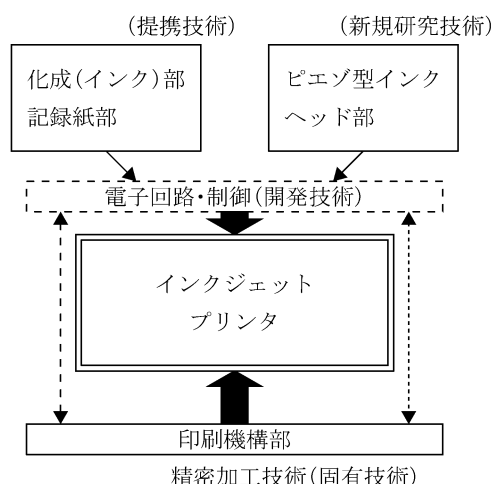 (提携技術)
(新規研究技術)
化成(インク)部
記録紙部
ピエゾ型インク
ヘッド部
電子回路・制御(開発技術)
インクジェット
プリンタ
印刷機構部
精密加工技術(固有技術)